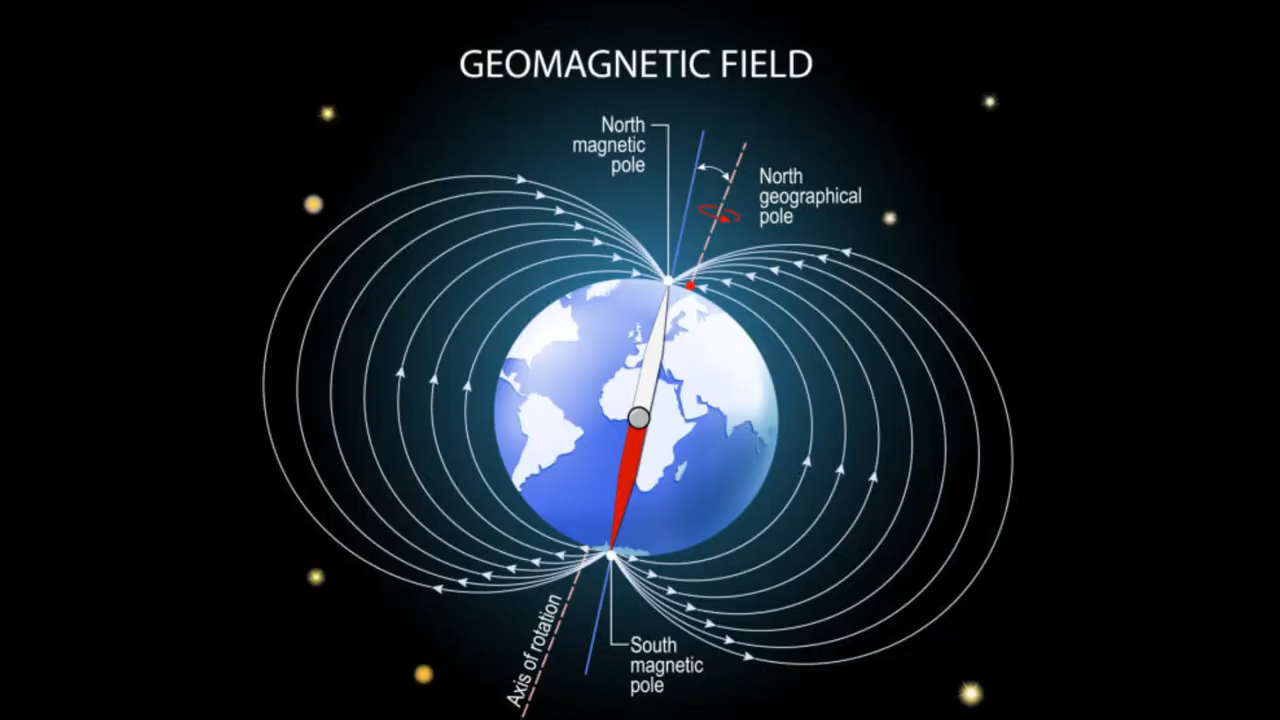 GEOMAGNETIC FIELD
North
magnetic
pole
North
geographical
pole
Axis of rotation
South
magnetic
pole